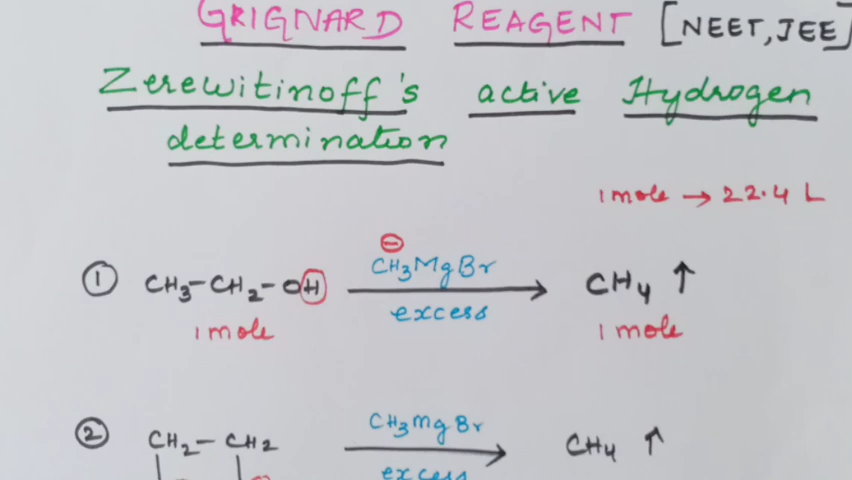 GRIGNARD REAGENT [NEET, JEE]
Zerewitinoff's active Hydrogen
determination
1 mole → 22.4 L
① CH₃-CH₂-OH CH₃MgBr CH₄ ↑
⊖
excess
1 mole 1 mole
② CH₂-CH₂ CH₃MgBr CH₄ ↑
excess